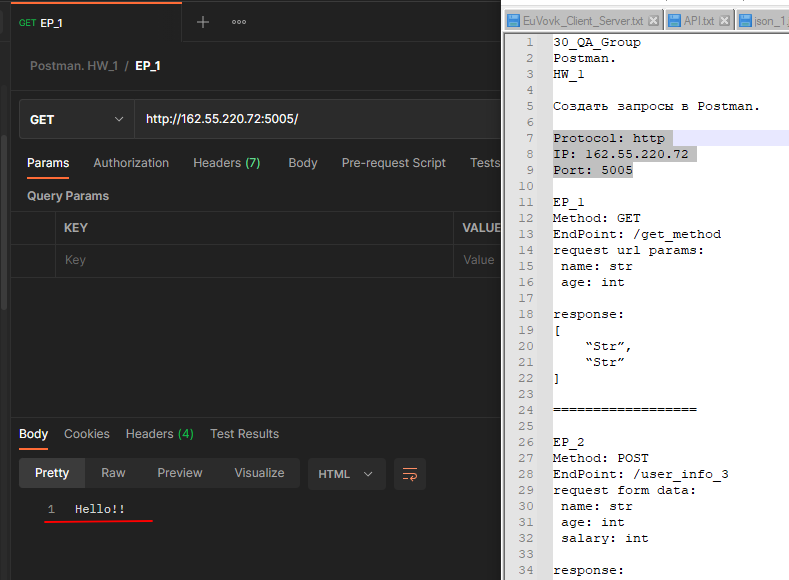 GET EP_1
Postman. HW_1 / EP_1
GET
http://162.55.220.72:5005/
Params Authorization Headers (7) Body Pre-request Script Tests
Query Params
KEY VALUE
Key Value
Body Cookies Headers (4) Test Results
Pretty Raw Preview Visualize HTML
1 Hello!!
EuVovk_Client_Server.txt API.txt json_1.
1 30_QA_Group
2 Postman.
3 HW_1
4
5 Создать запросы в Postman.
6
7 Protocol: http
8 IP: 162.55.220.72
9 Port: 5005
10
11 EP_1
12 Method: GET
13 EndPoint: /get_method
14 request url params:
15 name: str
16 age: int
17
18 response:
19 [
20 “Str”,
21 “Str”
22 ]
23
24 ==================
25
26 EP_2
27 Method: POST
28 EndPoint: /user_info_3
29 request form data:
30 name: str
31 age: int
32 salary: int
33
34 response: